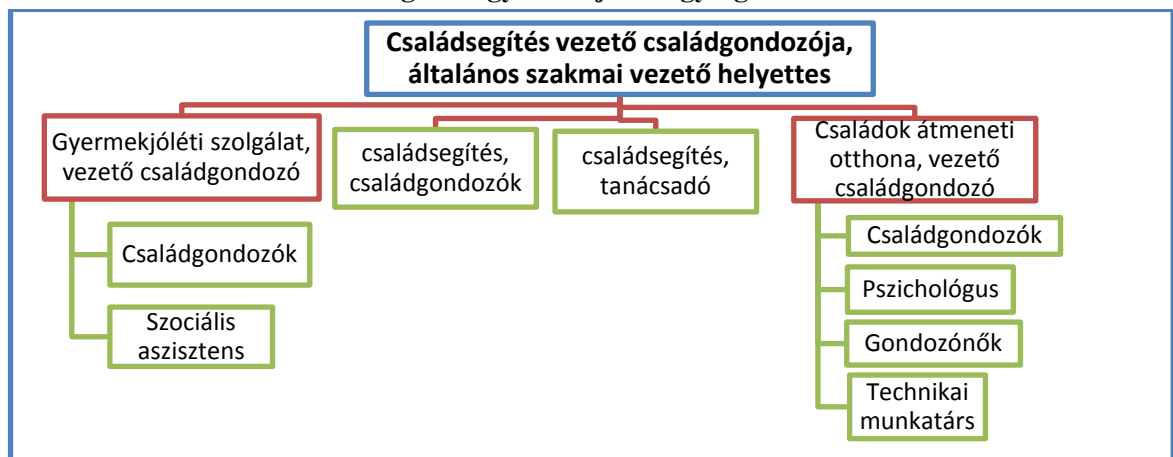 Családsegítés vezető családgondozója,
általános szakmai vezető helyettes
Gyermekjóléti szolgálat,
vezető családgondozó
családsegítés,
családgondozók
családsegítés,
tanácsadó
Családok átmeneti
otthona, vezető
családgondozó
Családgondozók
Szociális
aszisztens
Családgondozók
Pszichológus
Gondozónők
Technikai
munkatárs